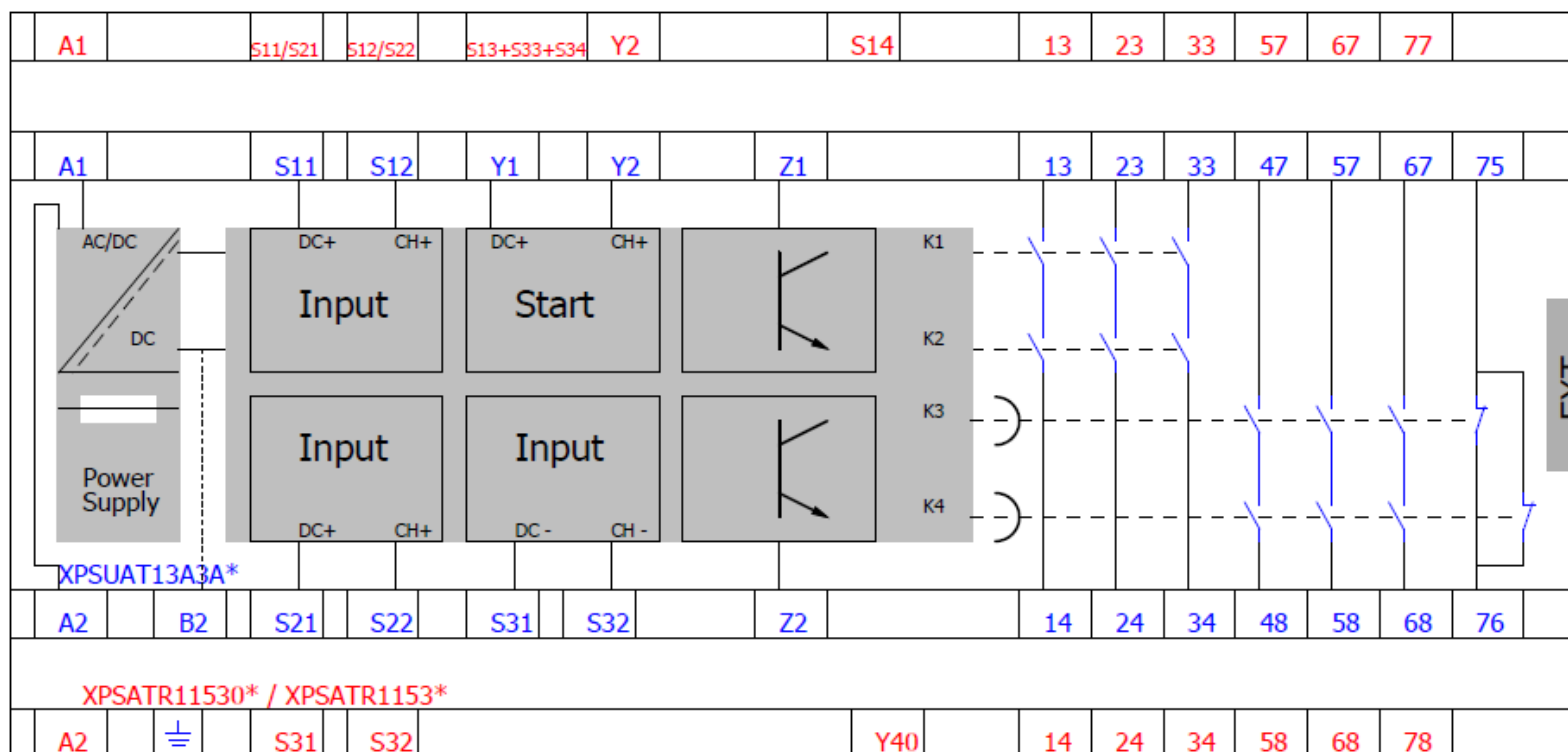 A1 S11/S21 S12/S22 S13+S33+S34 Y2 S14 13 23 33 57 67 77
A1 S11 S12 Y1 Y2 Z1 13 23 33 47 57 67 75
AC/DC DC+ CH+ DC+ CH+ K1
Input Start
DC K2
EXT
K3
Input Input
Power
Supply
DC+ CH+ DC - CH - K4
XPSUAT13A3A*
A2 B2 S21 S22 S31 S32 Z2 14 24 34 48 58 68 76
XPSATR11530* / XPSATR1153*
A2 S31 S32 Y40 14 24 34 58 68 78